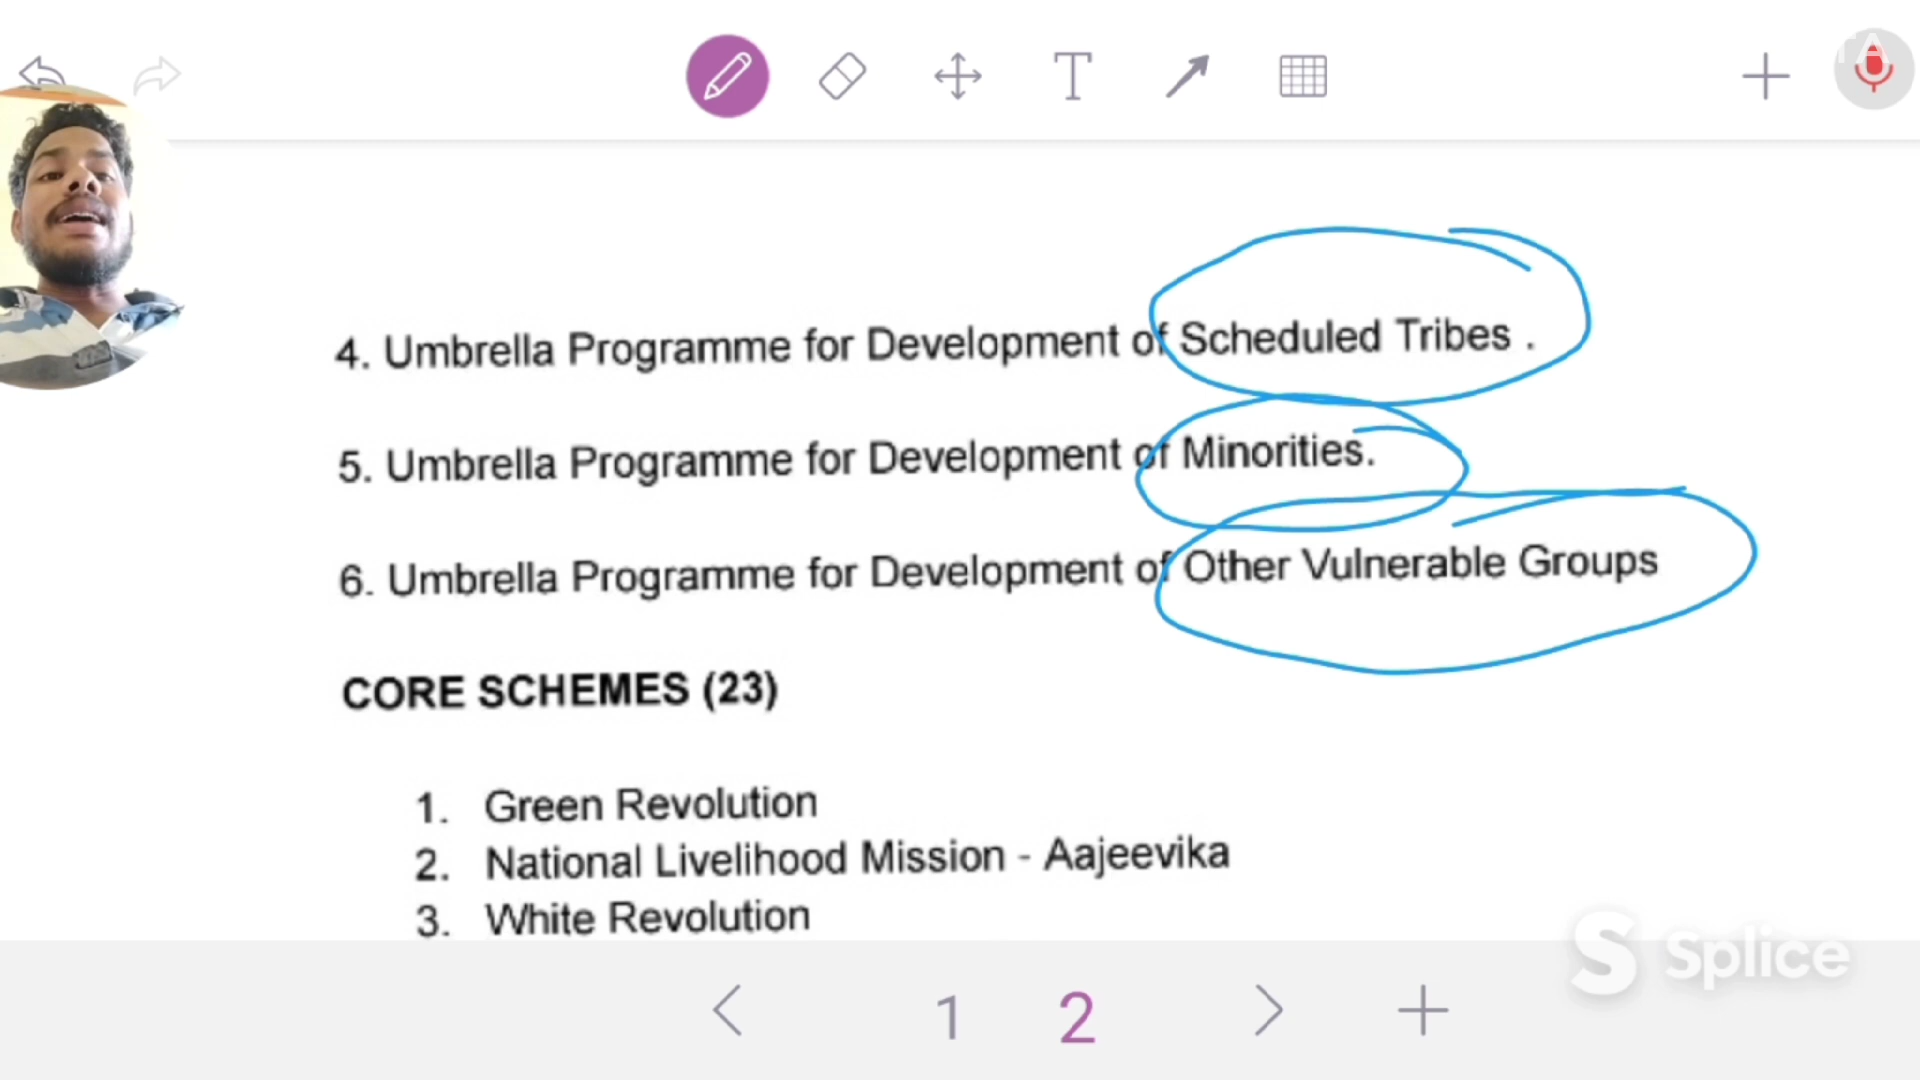 T
4. Umbrella Programme for Development of Scheduled Tribes .
5. Umbrella Programme for Development of Minorities.
6. Umbrella Programme for Development of Other Vulnerable Groups
CORE SCHEMES (23)
1. Green Revolution
2. National Livelihood Mission - Aajeevika
3. White Revolution
S Splice
1 2